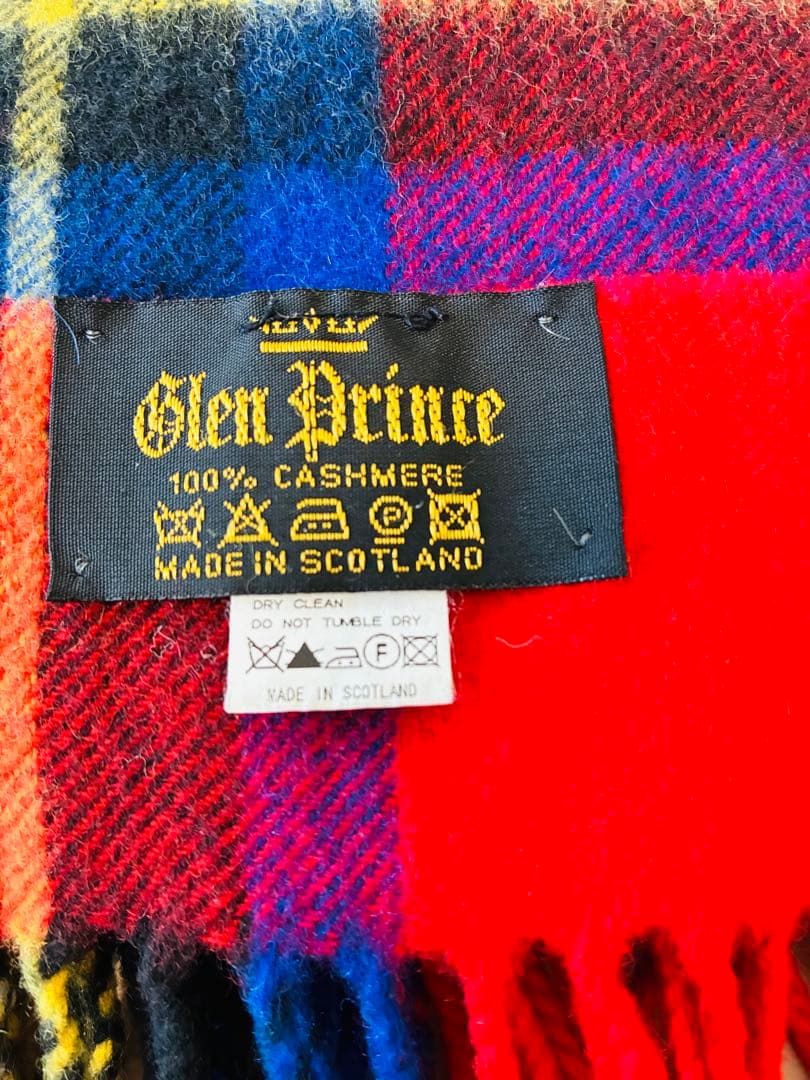 Glen Prince
100% CASHMERE
P
MADE IN SCOTLAND
DRY CLEAN
DO NOT TUMBLE DRY
F
MADE IN SCOTLAND